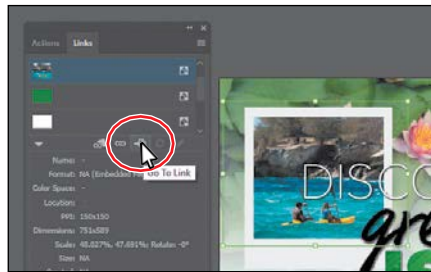 Actions Links
Name: -
Format: NA (Embedded Fi
Go To Link
Color Space: -
Location:
PPI: 150x150
Dimensions: 751x589
Scale: 48.027%, 47.691%; Rotate: -0°
Size: NA
DISCO
gre